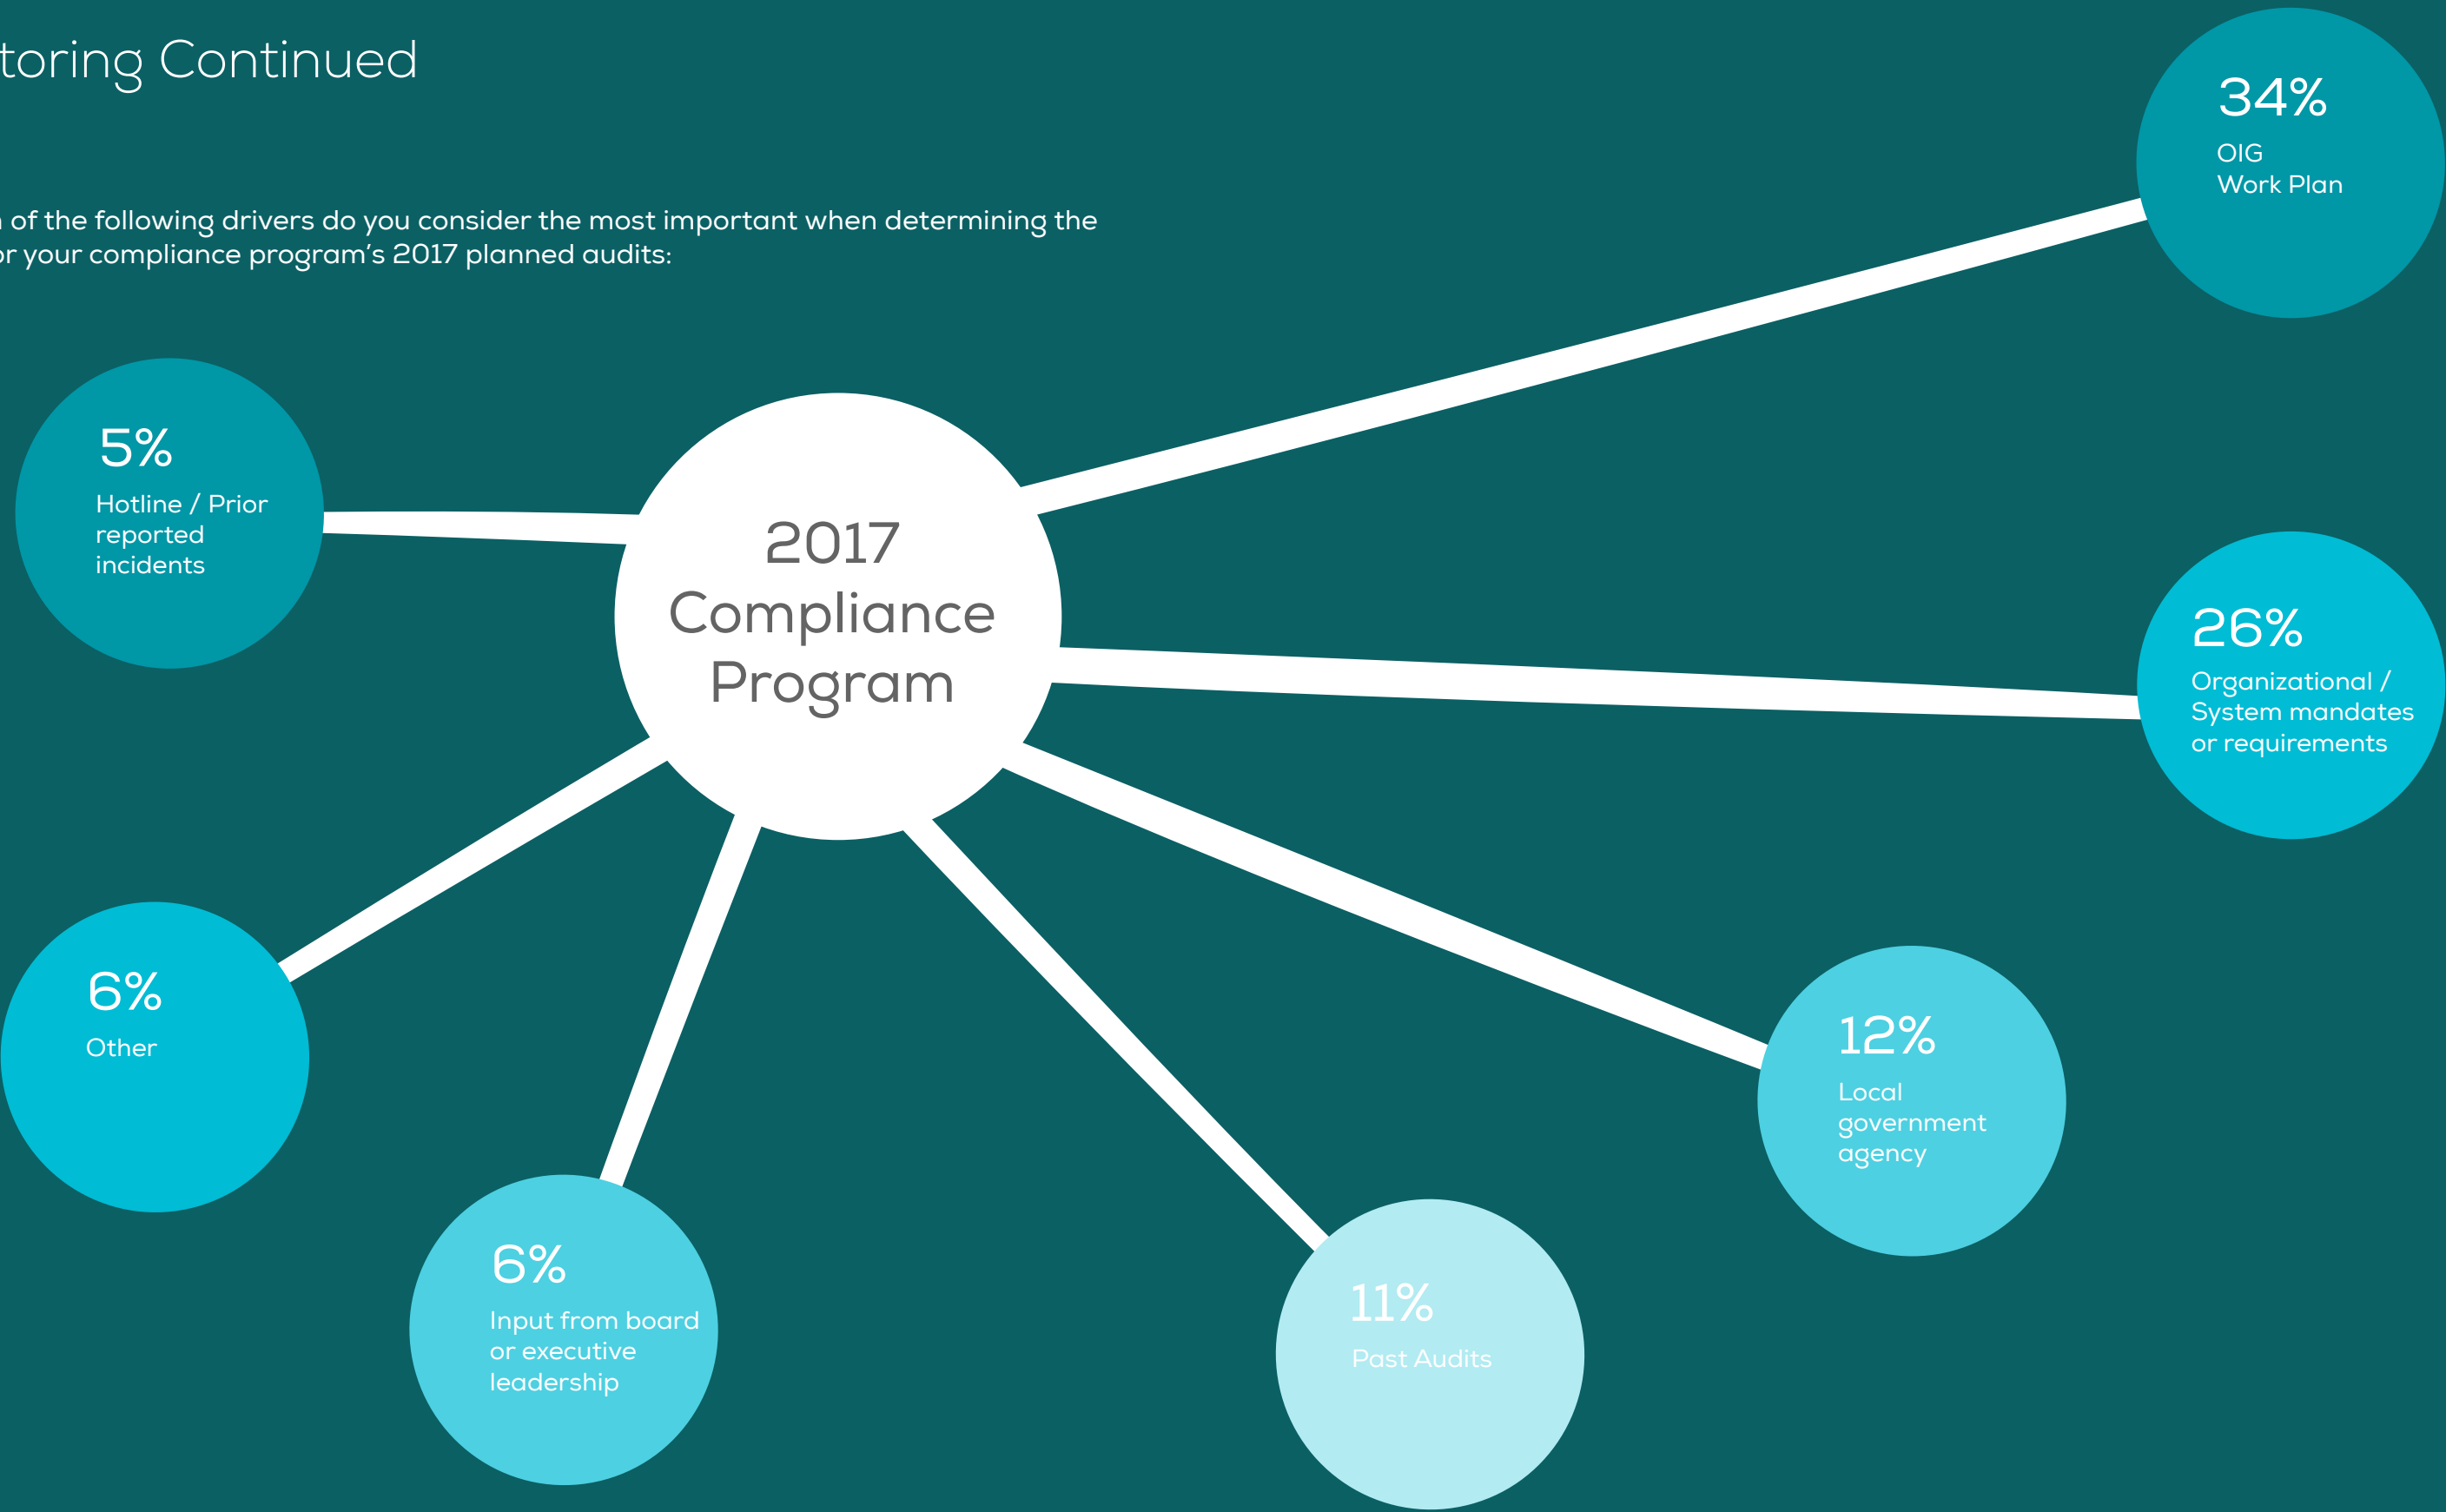 toring Continued
of the following drivers do you consider the most important when determining the
or your compliance program's 2017 planned audits:
34%
OIG
Work Plan
5%
Hotline / Prior
reported
incidents
2017
Compliance
Program
26%
Organizational /
System mandates
or requirements
6%
Other
12%
Local
government
agency
6%
Input from board
or executive
leadership
11%
Past Audits